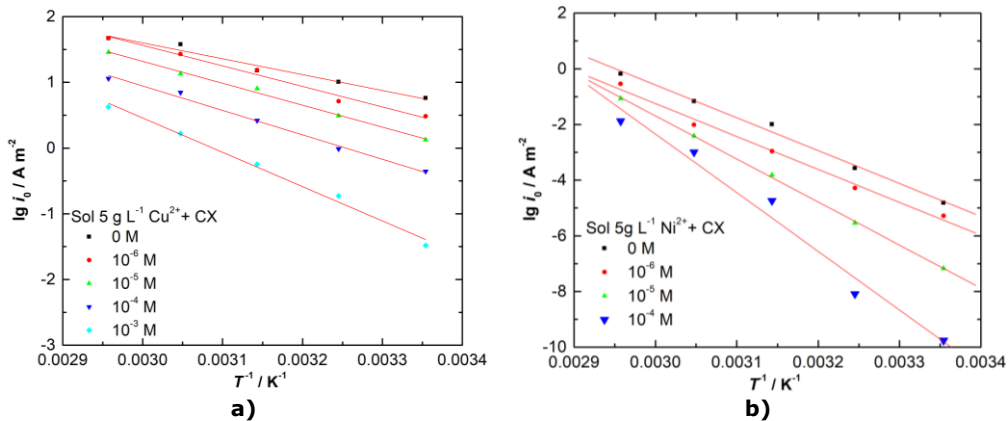 2
1
0
-1
-2
-3
lg i₀ / A m⁻²
Sol 5 g L⁻¹ Cu²⁺+ CX
0 M
10⁻⁶ M
10⁻⁵ M
10⁻⁴ M
10⁻³ M
0.0029 0.0030 0.0031 0.0032 0.0033 0.0034
T⁻¹ / K⁻¹
a)
2
0
-2
-4
-6
-8
-10
lg i₀ / A m⁻²
Sol 5g L⁻¹ Ni²⁺+ CX
0 M
10⁻⁶ M
10⁻⁵ M
10⁻⁴ M
0.0029 0.0030 0.0031 0.0032 0.0033 0.0034
T¹ / K⁻¹
b)